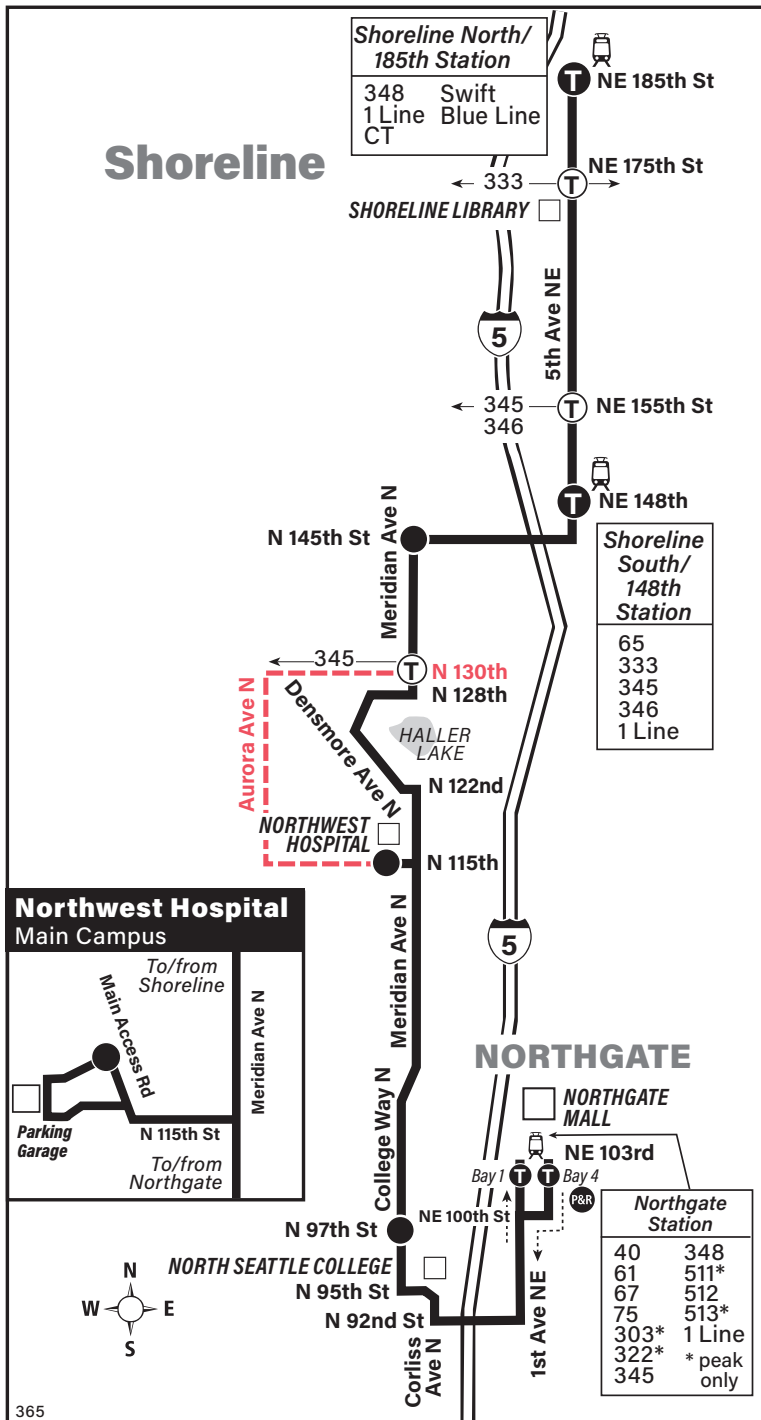 Shoreline North/
185th Station
348 Swift
1 Line Blue Line
CT
T
NE 185th St
Shoreline
NE 175th St
333
T
SHORELINE LIBRARY
5
5th Ave NE
345
346
T
NE 155th St
T
NE 148th
N 145th St
Meridian Ave N
Shoreline
South/
148th
Station
65
333
345
346
1 Line
345
T
N 130th
N 128th
Aurora Ave N
Densmore Ave N
HALLER
LAKE
N 122nd
NORTHWEST
HOSPITAL
N 115th
Northwest Hospital
Main Campus
To/from
Shoreline
Main Access Rd
Meridian Ave N
Parking
Garage
N 115th St
To/from
Northgate
Meridian Ave N
5
NORTHGATE
NORTHGATE
MALL
College Way N
NE 103rd
Bay 1
T
T
Bay 4
P&R
NE 100th St
N 97th St
Northgate
Station
40 348
61 511*
67 512
75 513*
303* 1 Line
322* * peak
345 only
NORTH SEATTLE COLLEGE
N 95th St
N 92nd St
Corliss
Ave N
1st Ave NE
N
W E
S
365